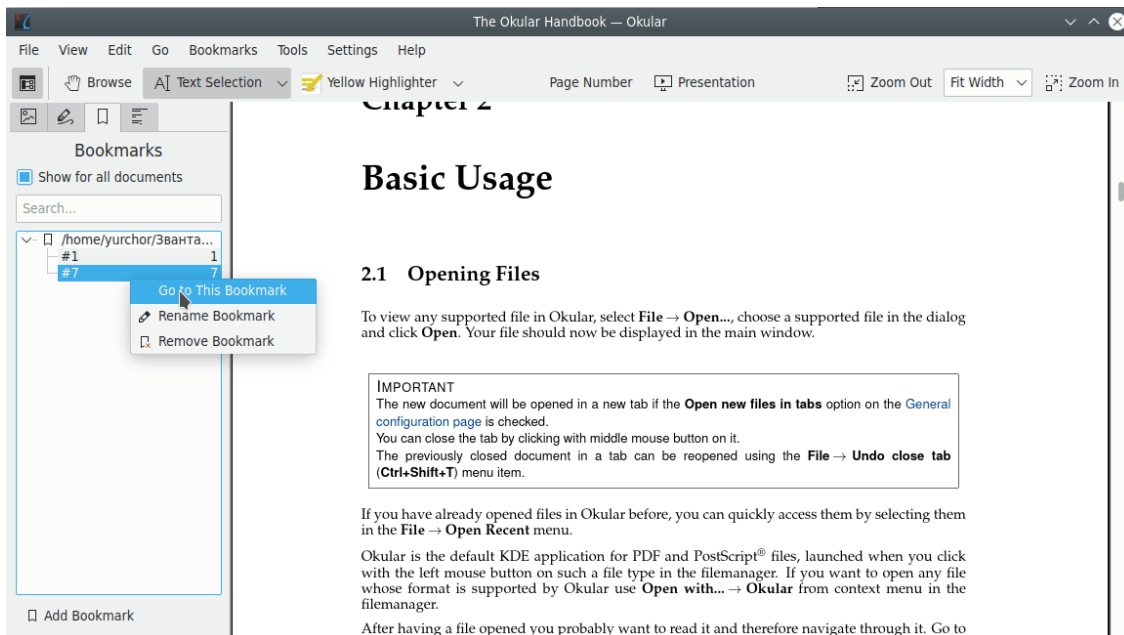 The Okular Handbook — Okular
File View Edit Go Bookmarks Tools Settings Help
Browse Text Selection Yellow Highlighter Page Number Presentation Zoom Out Fit Width Zoom In
Bookmarks
Show for all documents
Search...
/home/yurchor/Званта...
#1 1
#7 7
Go to This Bookmark
Rename Bookmark
Remove Bookmark
Add Bookmark
Chapter 2
Basic Usage
2.1 Opening Files
To view any supported file in Okular, select File → Open..., choose a supported file in the dialog
and click Open. Your file should now be displayed in the main window.
IMPORTANT
The new document will be opened in a new tab if the Open new files in tabs option on the General
configuration page is checked.
You can close the tab by clicking with middle mouse button on it.
The previously closed document in a tab can be reopened using the File → Undo close tab
(Ctrl+Shift+T) menu item.
If you have already opened files in Okular before, you can quickly access them by selecting them
in the File → Open Recent menu.
Okular is the default KDE application for PDF and PostScript® files, launched when you click
with the left mouse button on such a file type in the filemanager. If you want to open any file
whose format is supported by Okular use Open with... → Okular from context menu in the
filemanager.
After having a file opened you probably want to read it and therefore navigate through it. Go to